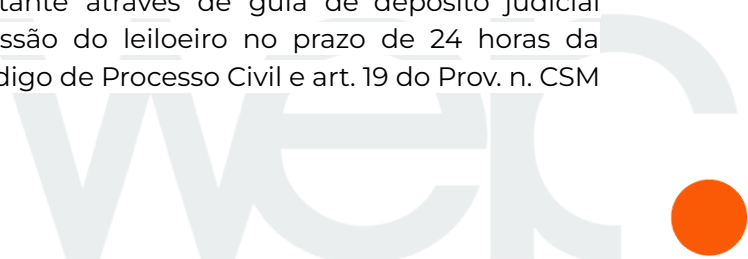 tante através de guia de depósito judicial
ssão do leiloeiro no prazo de 24 horas da
digo de Processo Civil e art. 19 do Prov. n. CSM